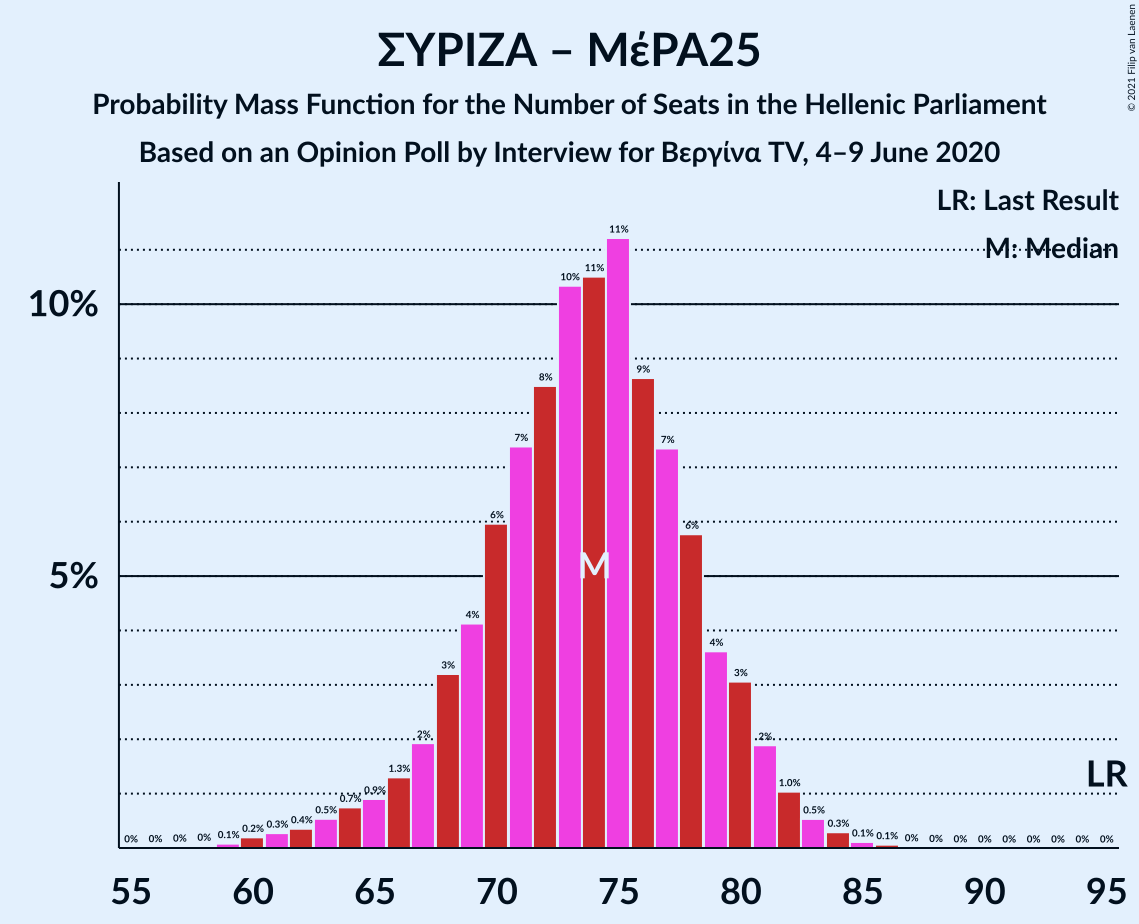 ΣΥΡΙΖΑ – ΜέΡΑ25
Probability Mass Function for the Number of Seats in the Hellenic Parliament
Based on an Opinion Poll by Interview for Βεργίνα TV, 4–9 June 2020
© 2021 Filip van Laenen
LR: Last Result
M: Median
10%
5%
0% 0% 0% 0% 0.1% 0.2% 0.3% 0.4% 0.5% 0.7% 0.9% 1.3% 2% 3% 4% 6% 7% 8% 10% 11% 11% 9% 7% 6% 4% 3% 2% 1.0% 0.5% 0.3% 0.1% 0.1% 0% 0% 0% 0% 0% 0% 0% 0% 0%
M
LR
55 60 65 70 75 80 85 90 95